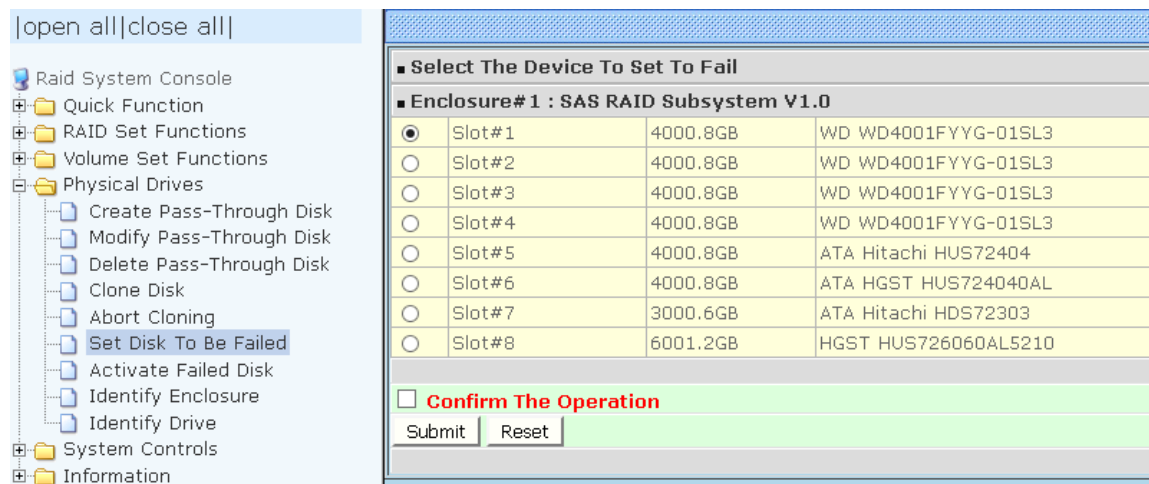 |open all|close all|
Raid System Console
Quick Function
RAID Set Functions
Volume Set Functions
Physical Drives
Create Pass-Through Disk
Modify Pass-Through Disk
Delete Pass-Through Disk
Clone Disk
Abort Cloning
Set Disk To Be Failed
Activate Failed Disk
Identify Enclosure
Identify Drive
System Controls
Information
Select The Device To Set To Fail
Enclosure#1 : SAS RAID Subsystem V1.0
Slot#1 4000.8GB WD WD4001FYYG-01SL3
Slot#2 4000.8GB WD WD4001FYYG-01SL3
Slot#3 4000.8GB WD WD4001FYYG-01SL3
Slot#4 4000.8GB WD WD4001FYYG-01SL3
Slot#5 4000.8GB ATA Hitachi HUS72404
Slot#6 4000.8GB ATA HGST HUS724040AL
Slot#7 3000.6GB ATA Hitachi HDS72303
Slot#8 6001.2GB HGST HUS726060AL5210
Confirm The Operation
Submit Reset